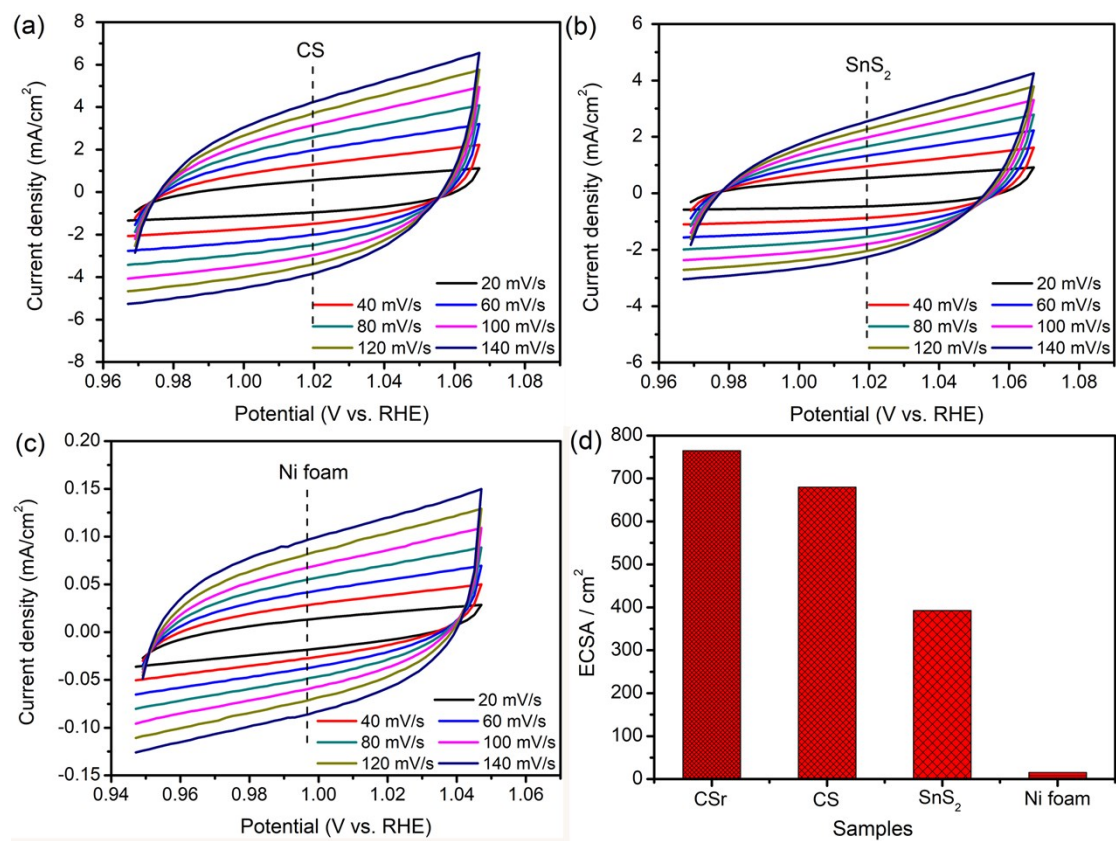 (a)
CS
Current density (mA/cm²)
8
6
4
2
0
-2
-4
-6
-8
20 mV/s
40 mV/s 60 mV/s
80 mV/s 100 mV/s
120 mV/s 140 mV/s
0.96 0.98 1.00 1.02 1.04 1.06 1.08
Potential (V vs. RHE)
(b)
SnS₂
Current density (mA/cm²)
6
4
2
0
-2
-4
-6
20 mV/s
40 mV/s 60 mV/s
80 mV/s 100 mV/s
120 mV/s 140 mV/s
0.96 0.98 1.00 1.02 1.04 1.06 1.08
Potential (V vs. RHE)
(c)
Ni foam
Current density (mA/cm²)
0.20
0.15
0.10
0.05
0.00
-0.05
-0.10
-0.15
20 mV/s
40 mV/s 60 mV/s
80 mV/s 100 mV/s
120 mV/s 140 mV/s
0.94 0.96 0.98 1.00 1.02 1.04 1.06
Potential (V vs. RHE)
(d)
ECSA / cm²
800
700
600
500
400
300
200
100
0
CSr CS SnS₂ Ni foam
Samples